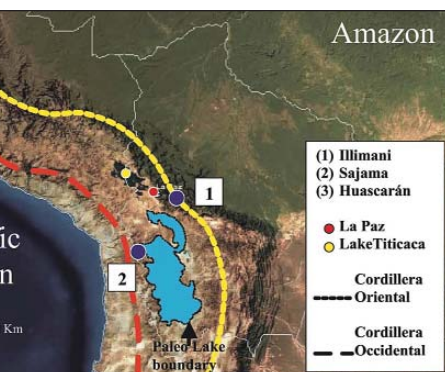 Amazon
(1) Illimani
(2) Sajama
(3) Huascarán
La Paz
LakeTiticaca
Cordillera
Oriental
Cordillera
Occidental
1
2
ic
n
Km
Paleo Lake
boundary